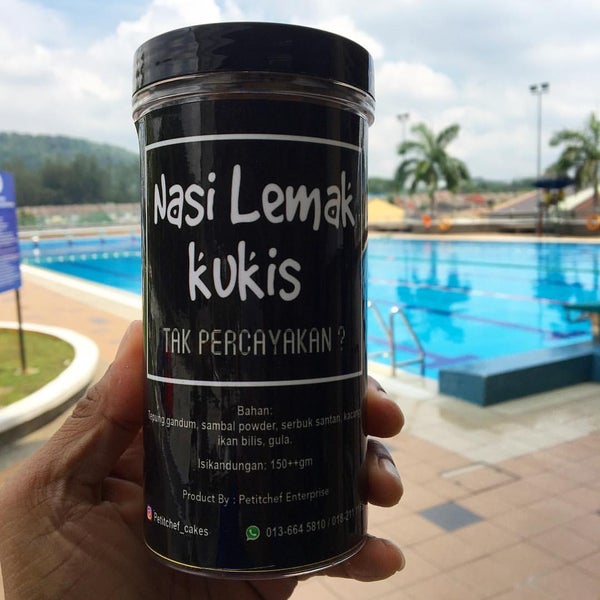 Nasi Lemak
kukis
TAK PERCAYAKAN ?
Bahan:
Tepung gandum, sambal powder, serbuk santan, kacang
ikan bilis, gula.
Isikandungan: 150++gm
Product By : Petitchef Enterprise
Petitchef_cakes
013-664 5810 /